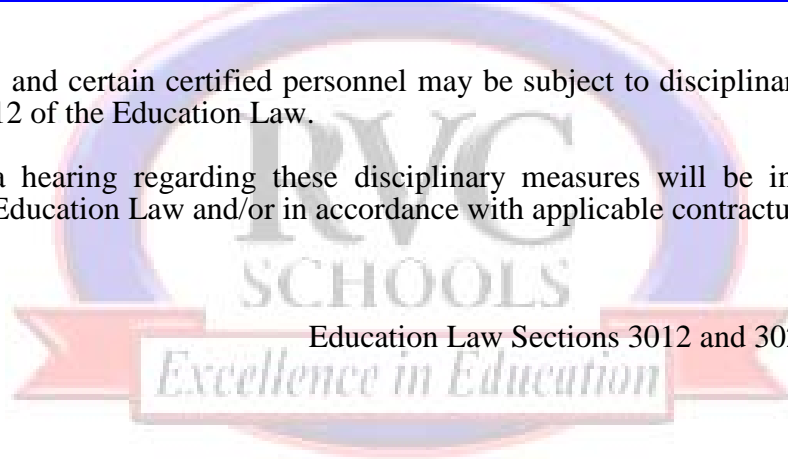 and certain certified personnel may be subject to disciplinar
12 of the Education Law.
RVC
a hearing regarding these disciplinary measures will be in
Education Law and/or in accordance with applicable contractu
SCHOOLS
Education Law Sections 3012 and 30
Excellence in Education